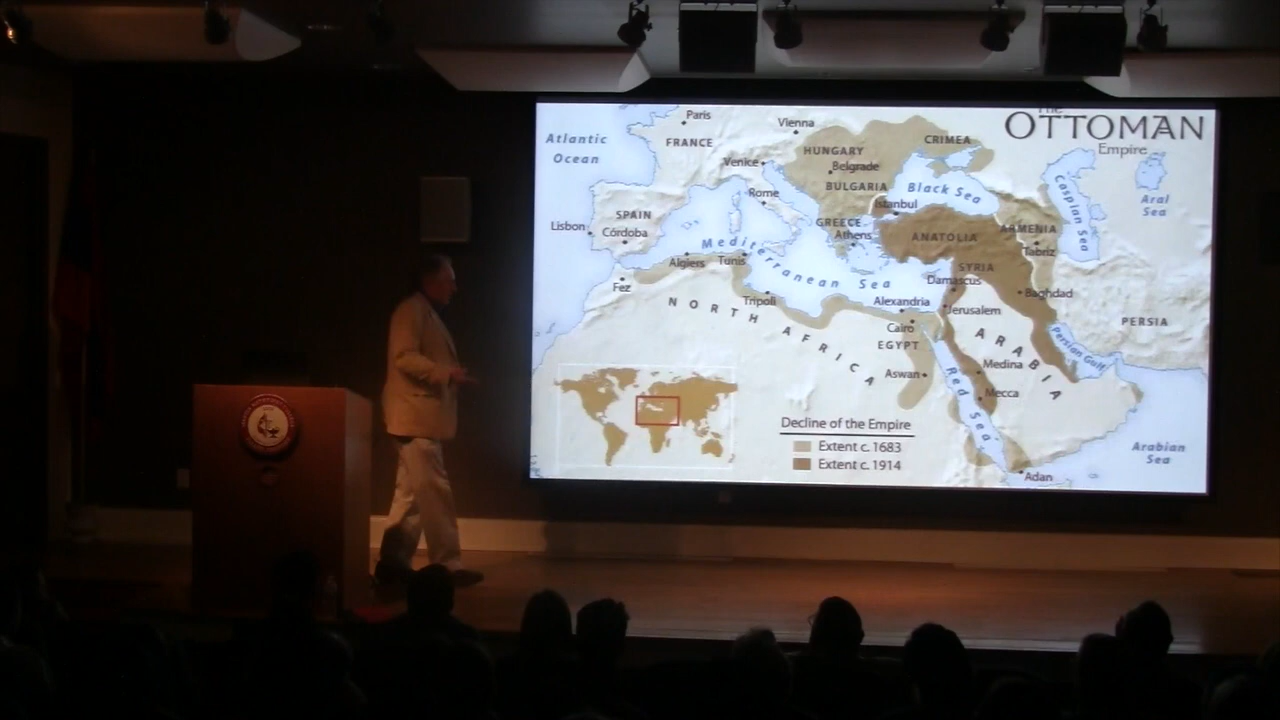 The
OTTOMAN
Empire
Paris
Vienna
Atlantic
Ocean
FRANCE
CRIMEA
HUNGARY
Venice
Belgrade
BULGARIA
Black Sea
Caspian Sea
Aral
Sea
Rome
Istanbul
SPAIN
GREECE
Lisbon
Córdoba
Athens
ANATOLIA
ARMENIA
Tabriz
Mediterranean Sea
Algiers
Tunis
SYRIA
Damascus
Fez
Tripoli
Baghdad
NORTH AFRICA
Alexandria
Jerusalem
Cairo
PERSIA
EGYPT
ARABIA
Persian Gulf
Aswan
Red Sea
Medina
Mecca
Decline of the Empire
Extent c. 1683
Extent c. 1914
Arabian
Sea
Adan